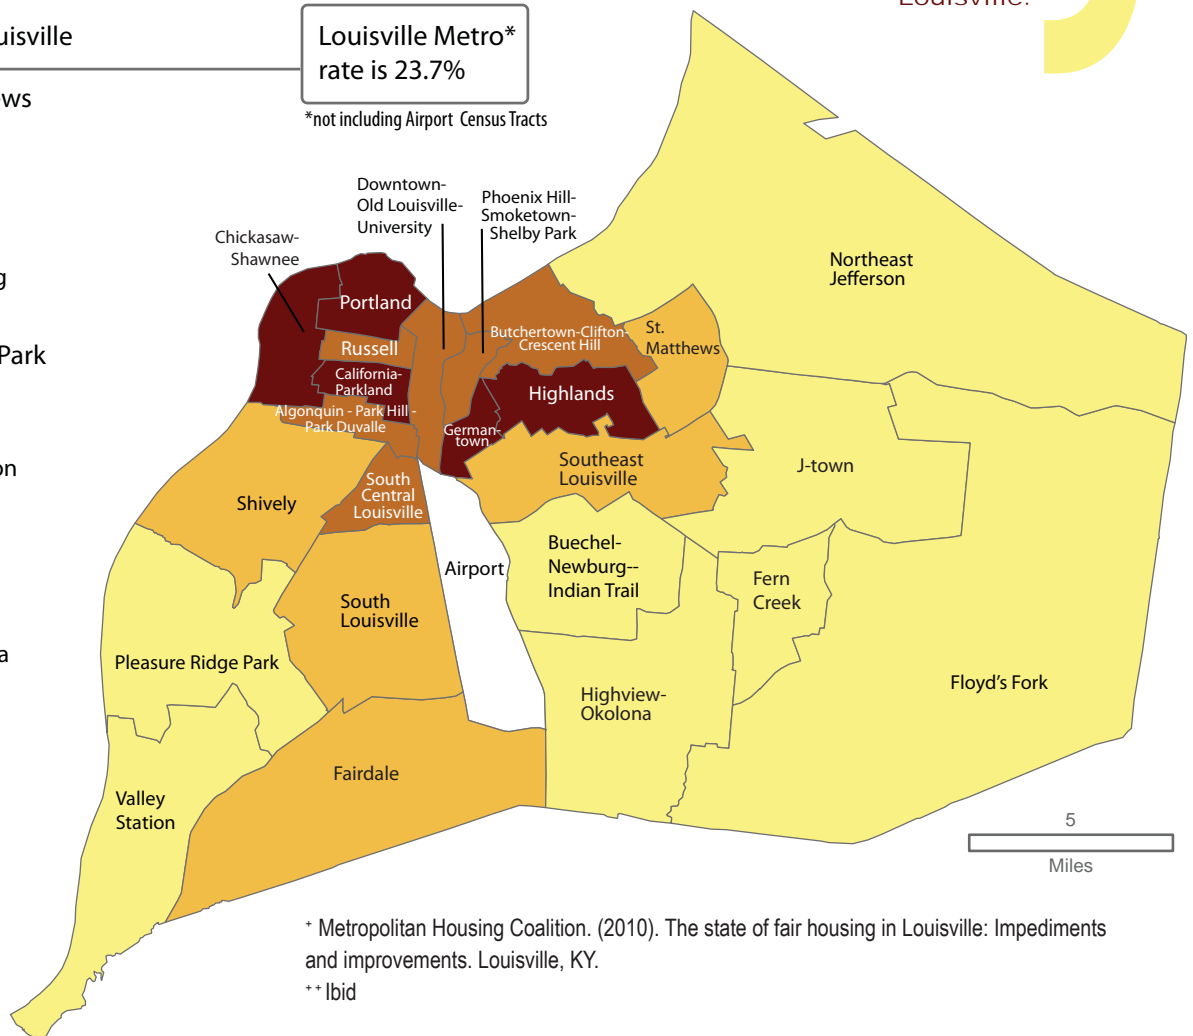 Louisville.
uisville
Louisville Metro*
rate is 23.7%
ws
*not including Airport Census Tracts
Downtown-
Old Louisville-
University
Phoenix Hill-
Smoketown-
Shelby Park
Chickasaw-
Shawnee
g
Northeast
Jefferson
Portland
Butchertown-Clifton-
Crescent Hill
St.
Matthews
Park
Russell
California-
Parkland
Highlands
Algonquin - Park Hill -
Park Duvalle
German-
town
on
Southeast
Louisville
J-town
South
Central
Louisville
Shively
Buechel-
Newburg--
Indian Trail
Airport
Fern
Creek
South
Louisville
a
Pleasure Ridge Park
Floyd's Fork
Highview-
Okolona
Fairdale
Valley
Station
5
Miles
+ Metropolitan Housing Coalition. (2010). The state of fair housing in Louisville: Impediments
and improvements. Louisville, KY.
++ Ibid